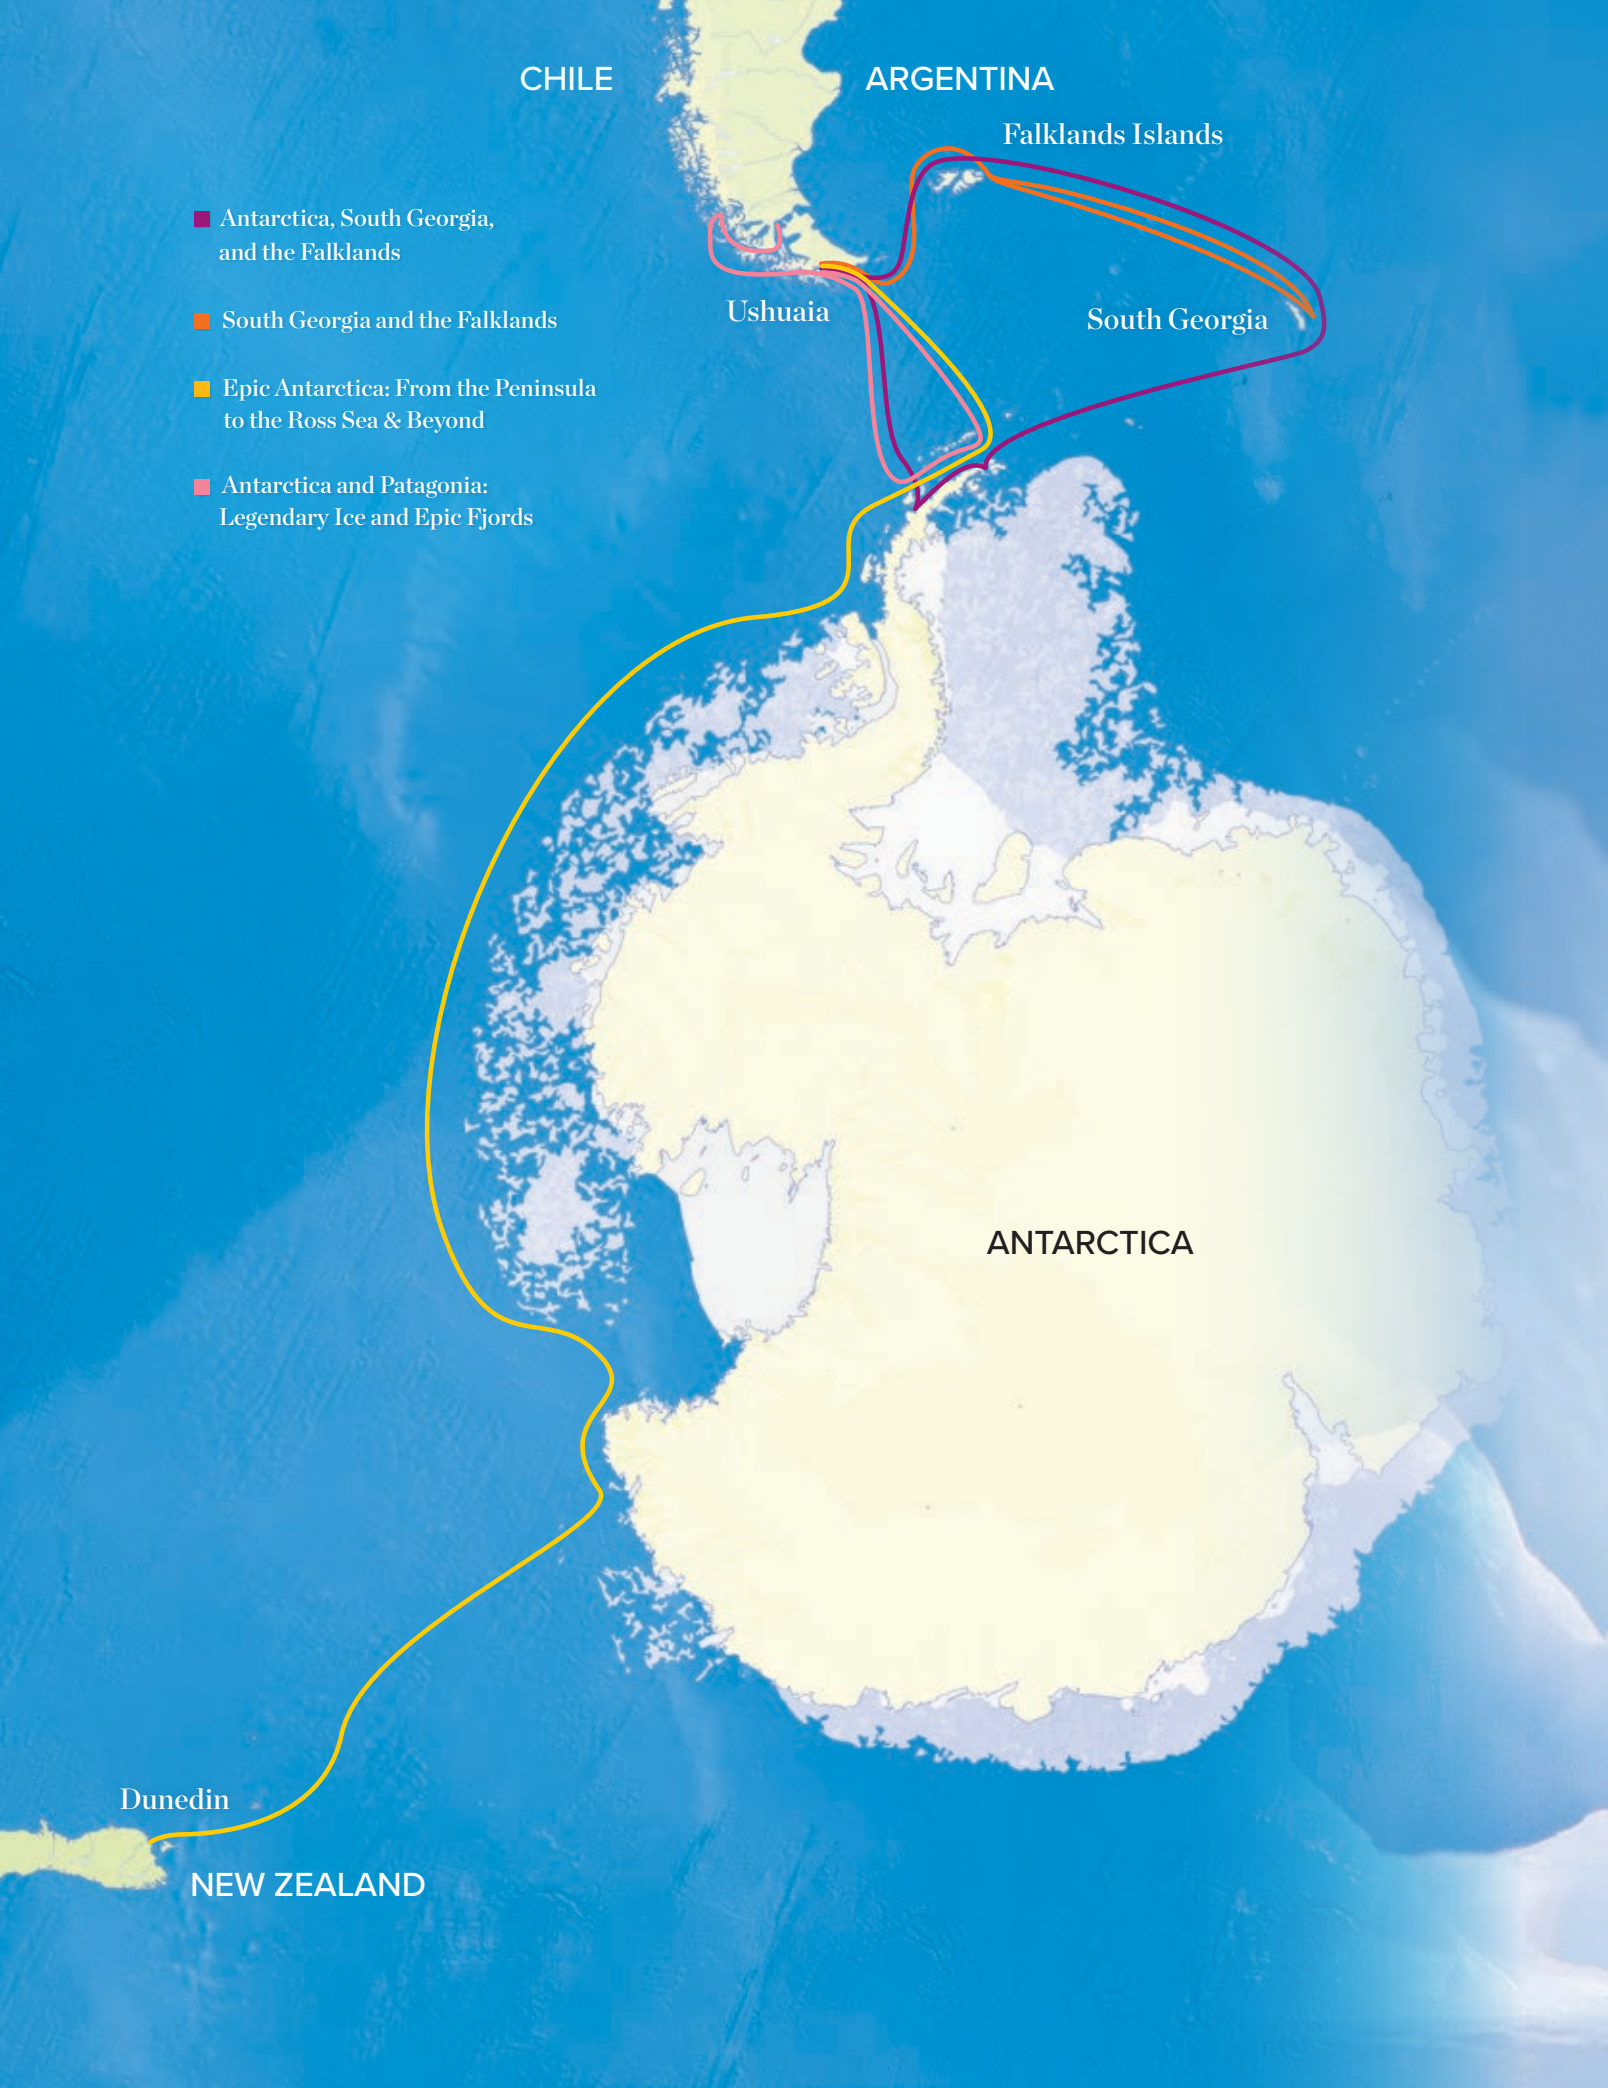 CHILE
ARGENTINA
Falklands Islands
Antarctica, South Georgia,
and the Falklands
South Georgia and the Falklands
Epic Antarctica: From the Peninsula
to the Ross Sea & Beyond
Antarctica and Patagonia:
Legendary Ice and Epic Fjords
Ushuaia
South Georgia
ANTARCTICA
Dunedin
NEW ZEALAND